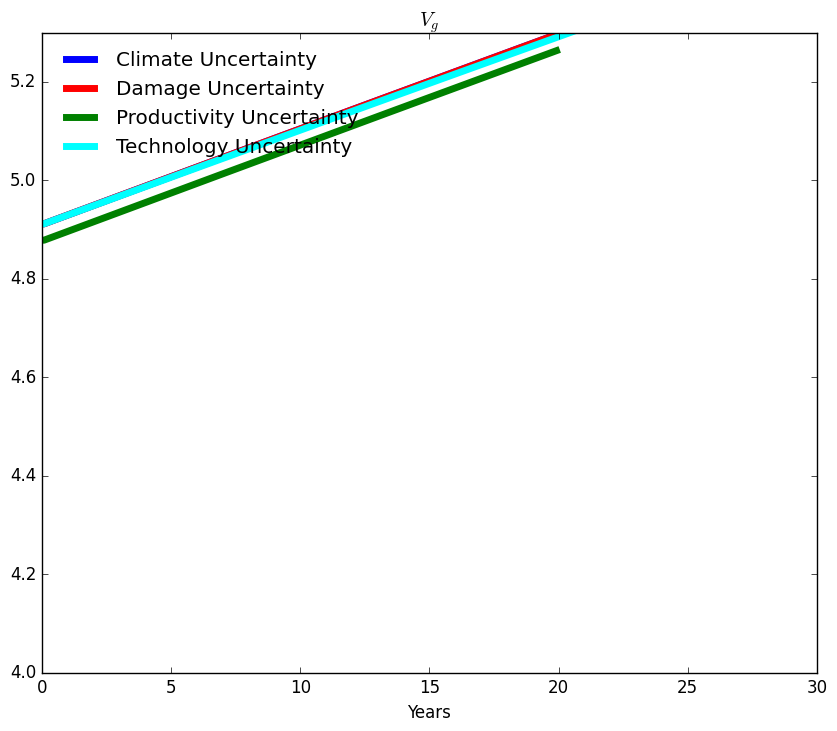 V_g
5.2
5.0
4.8
4.6
4.4
4.2
4.0
Climate Uncertainty
Damage Uncertainty
Productivity Uncertainty
Technology Uncertainty
0 5 10 15 20 25 30
Years